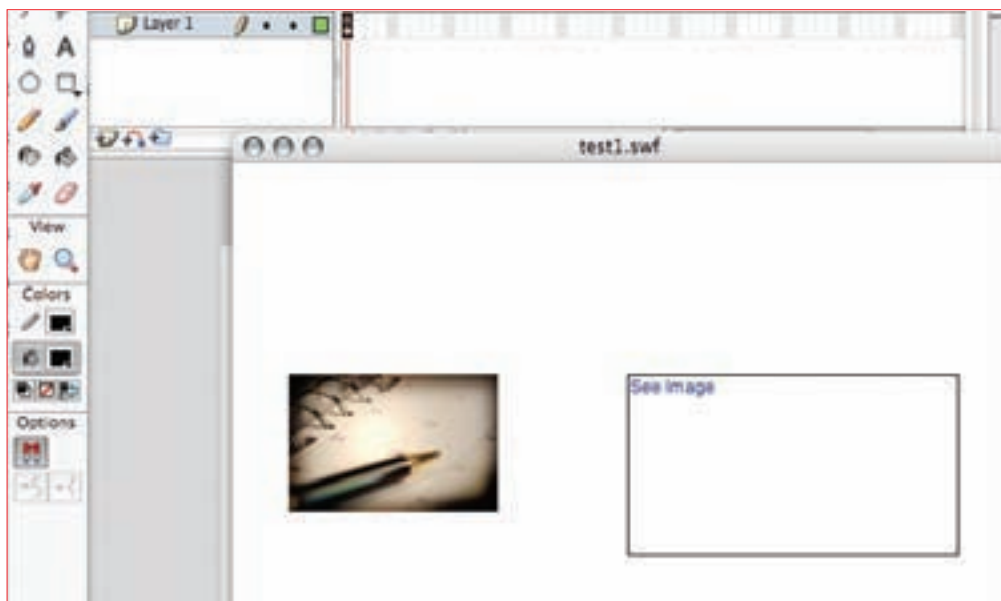 Layer 1
A
test1.swf
View
Colors
See Image
Options